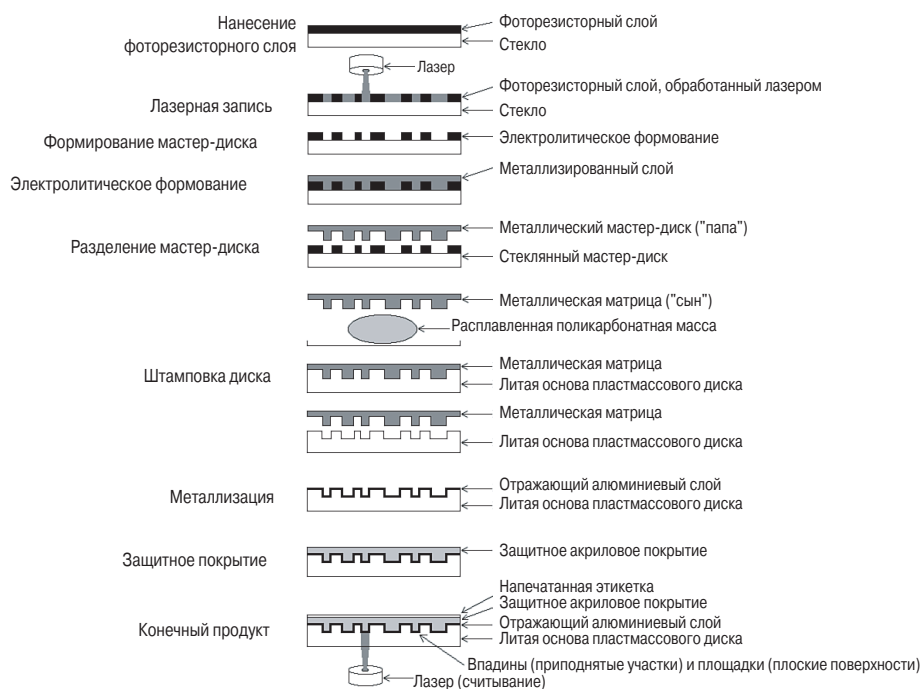 Нанесение
фоторезисторного слоя
Фоторезисторный слой
Стекло
Лазер
Лазерная запись
Фоторезисторный слой, обработанный лазером
Стекло
Формирование мастер-диска
Электролитическое формование
Электролитическое формование
Металлизированный слой
Разделение мастер-диска
Металлический мастер-диск ("папа")
Стеклянный мастер-диск
Металлическая матрица ("сын")
Расплавленная поликарбонатная масса
Штамповка диска
Металлическая матрица
Литая основа пластмассового диска
Металлическая матрица
Литая основа пластмассового диска
Металлизация
Отражающий алюминиевый слой
Литая основа пластмассового диска
Защитное покрытие
Защитное акриловое покрытие
Конечный продукт
Напечатанная этикетка
Защитное акриловое покрытие
Отражающий алюминиевый слой
Литая основа пластмассового диска
Впадины (приподнятые участки) и площадки (плоские поверхности)
Лазер (считывание)